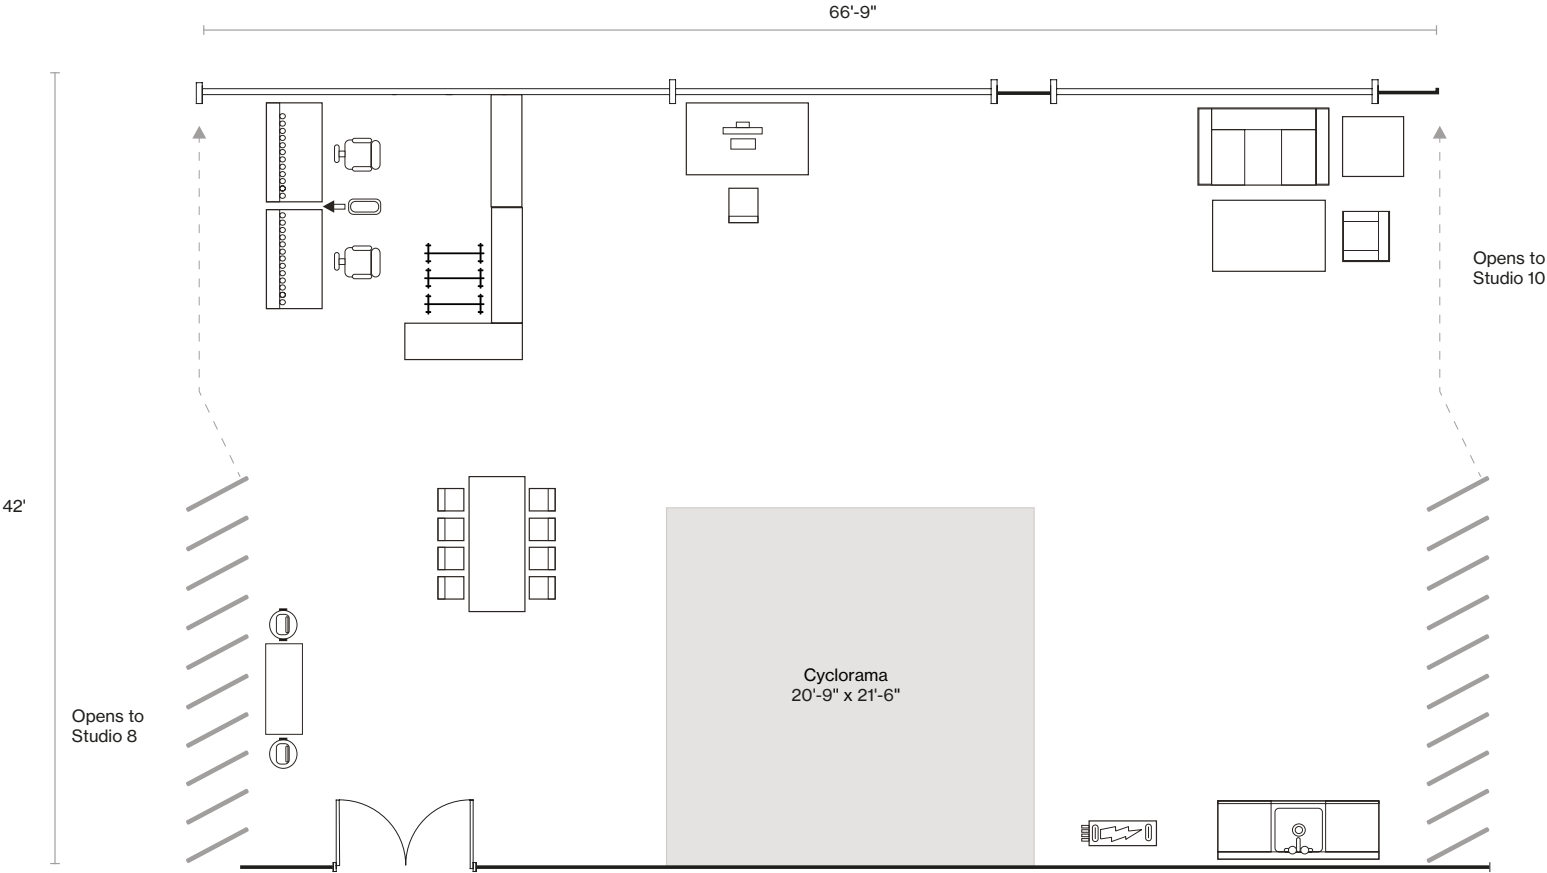 66'-9"
Opens to
Studio 10
42'
Cyclorama
20'-9" x 21'-6"
Opens to
Studio 8